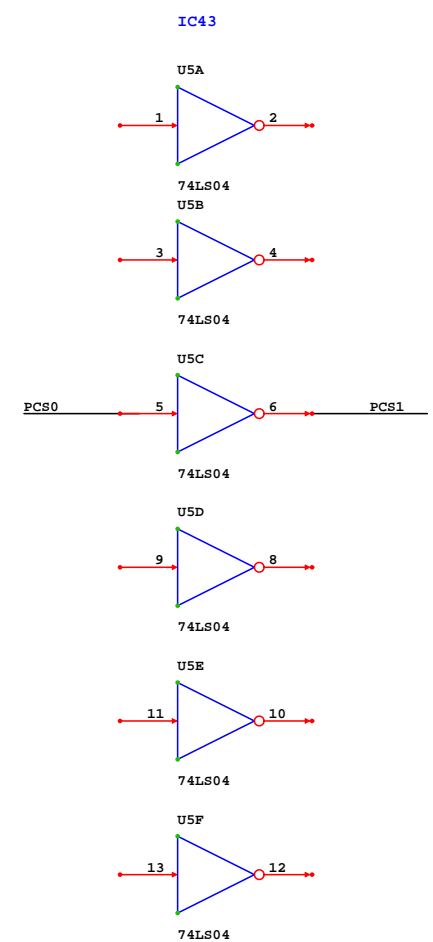 IC43
U5A
1 2
74LS04
U5B
3 4
74LS04
U5C
PCS0 5 6 PCS1
74LS04
U5D
9 8
74LS04
U5E
11 10
74LS04
U5F
13 12
74LS04